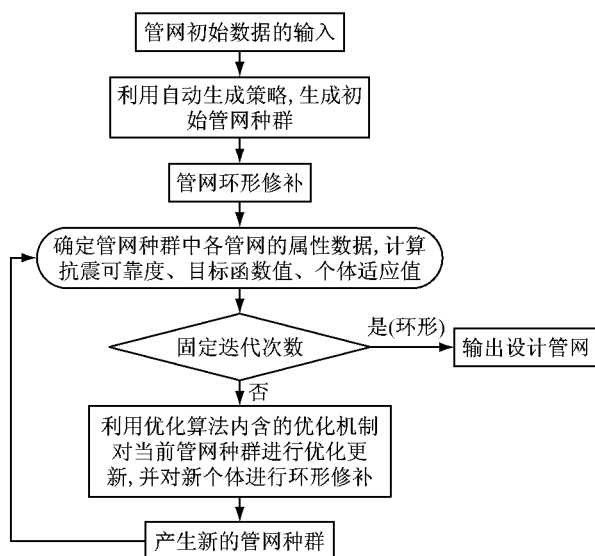 管网初始数据的输入
利用自动生成策略,生成初
始管网种群
管网环形修补
确定管网种群中各管网的属性数据,计算
抗震可靠度、目标函数值、个体适应值
固定迭代次数
是(环形)
输出设计管网
否
利用优化算法内含的优化机制
对当前管网种群进行优化更
新,并对新个体进行环形修补
产生新的管网种群